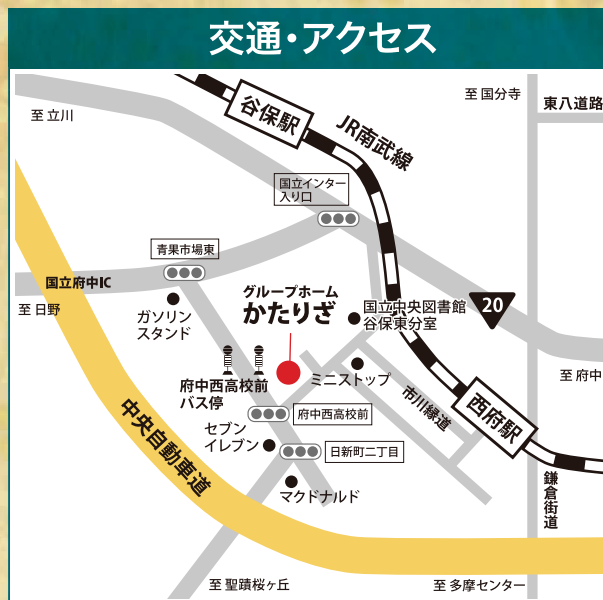 交通・アクセス
至 国分寺
東八道路
至 立川
谷保駅
JR南武線
国立インター
入り口
青果市場東
国立府中IC
至 日野
ガソリン
スタンド
グループホーム
かたりざ
国立中央図書館
谷保東分室
20
府中西高校前
バス停
ミニストップ
至 府中
市川縁道
西府駅
中央自動車道
府中西高校前
セブン
イレブン
日新町二丁目
マクドナルド
鎌倉街道
至 聖蹟桜ヶ丘
至 多摩センター